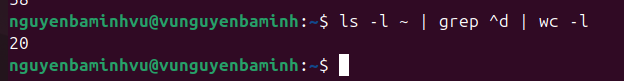 nguyenbaminhvu@vunguyenbaminh:~$ ls -l ~ | grep ^d | wc -l
20
nguyenbaminhvu@vunguyenbaminh:~$